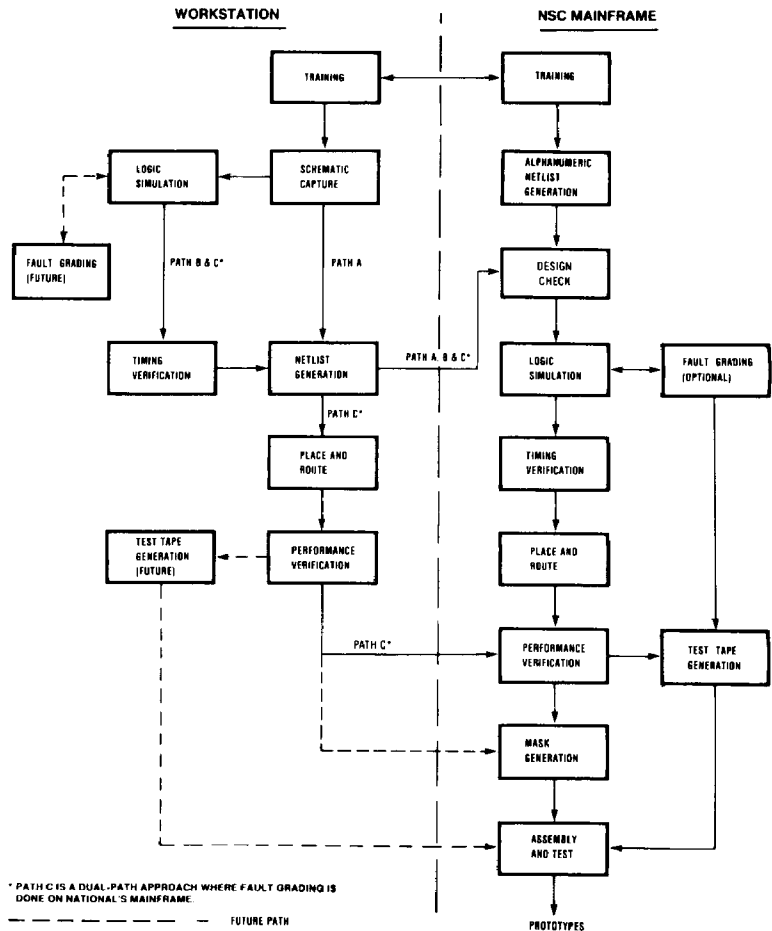 WORKSTATION
NSC MAINFRAME
TRAINING
TRAINING
LOGIC
SIMULATION
SCHEMATIC
CAPTURE
ALPHANUMERIC
NETLIST
GENERATION
FAULT GRADING
(FUTURE)
PATH B & C*
PATH A
DESIGN
CHECK
TIMING
VERIFICATION
NETLIST
GENERATION
PATH A, B & C*
LOGIC
SIMULATION
FAULT GRADING
(OPTIONAL)
PATH C*
PLACE AND
ROUTE
TIMING
VERIFICATION
TEST TAPE
GENERATION
(FUTURE)
PERFORMANCE
VERIFICATION
PLACE AND
ROUTE
PATH C*
PERFORMANCE
VERIFICATION
TEST TAPE
GENERATION
MASK
GENERATION
ASSEMBLY
AND TEST
* PATH C IS A DUAL-PATH APPROACH WHERE FAULT GRADING IS
DONE ON NATIONAL'S MAINFRAME.
FUTURE PATH
PROTOTYPES